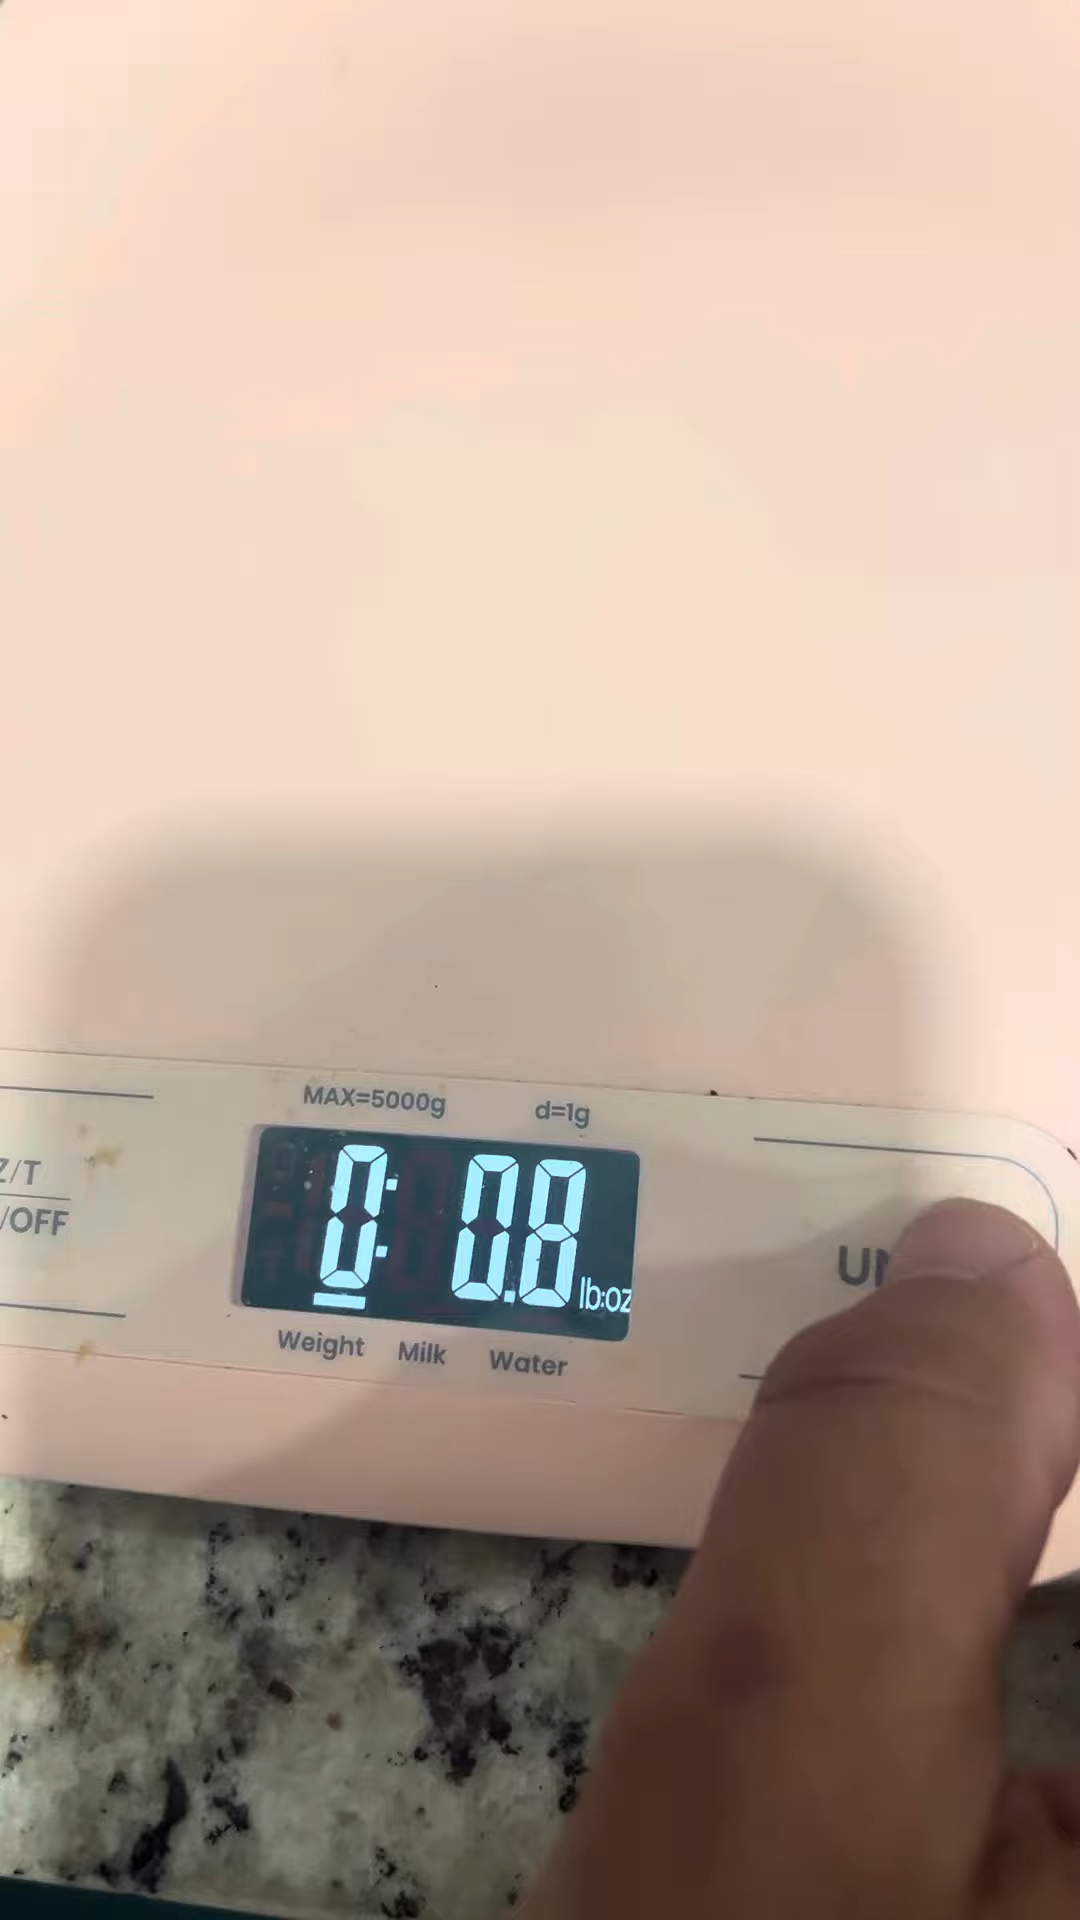 MAX=5000g d=1g
Z/T
/OFF
0: 0.8 lb:oz
UN
Weight Milk Water